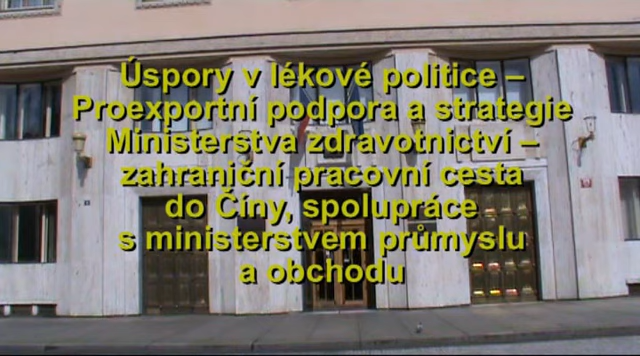 Úspory v lékové politice –
Proexportní podpora a strategie
Ministerstva zdravotnictví –
zahraniční pracovní cesta
do Číny, spolupráce
s ministerstvem průmyslu
a obchodu